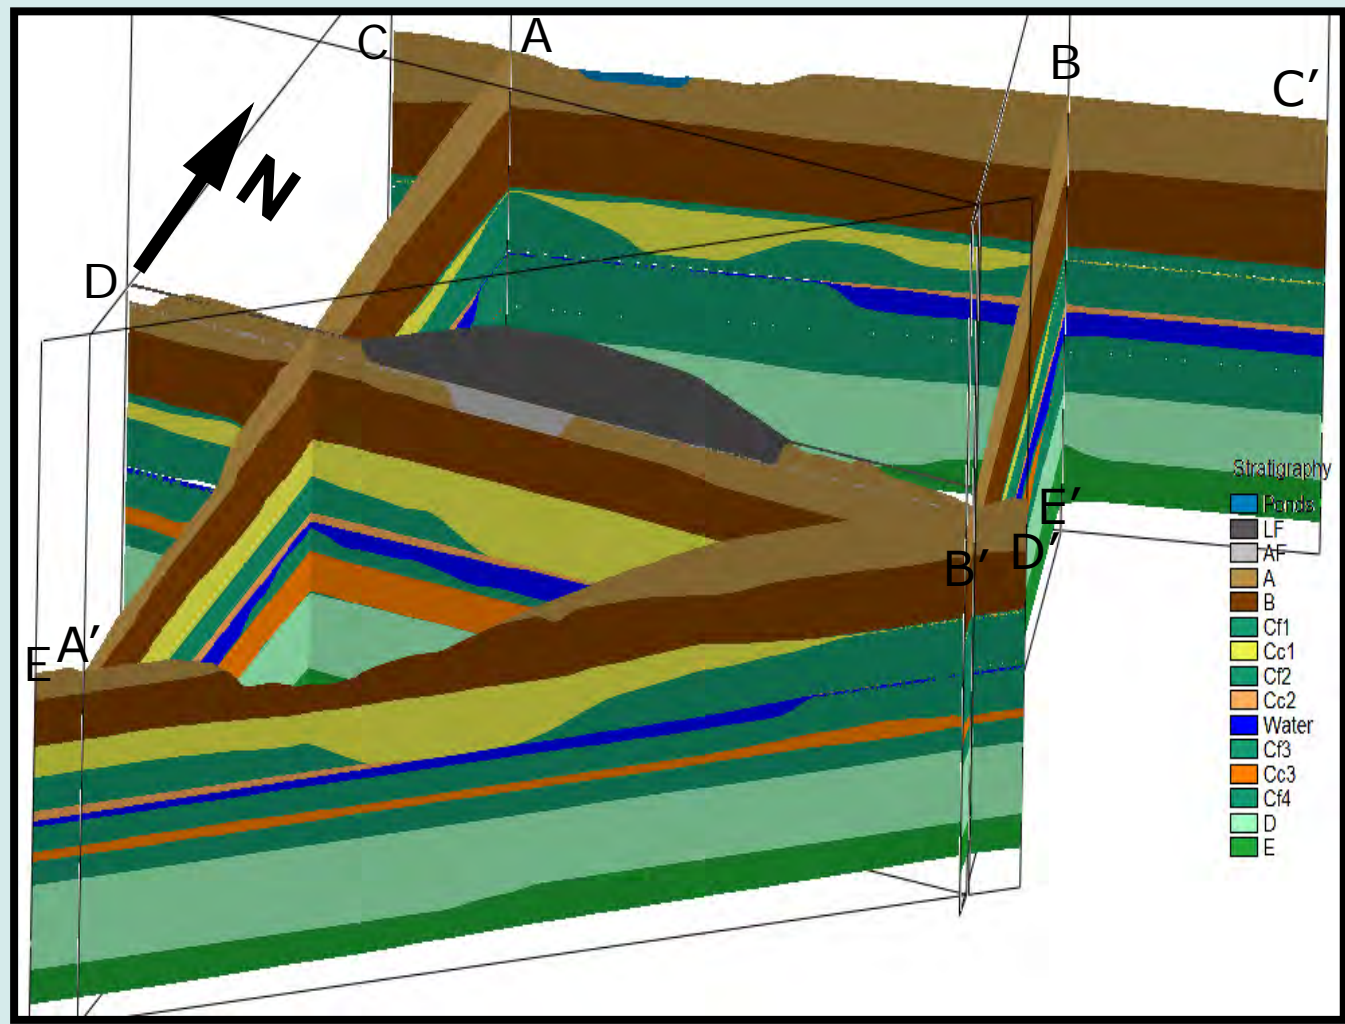 C
A
B
C′
N
D
E′
B′
D′
E
A′
Stratigraphy
Ponds
LF
AF
A
B
Cf1
Cc1
Cf2
Cc2
Water
Cf3
Cc3
Cf4
D
E